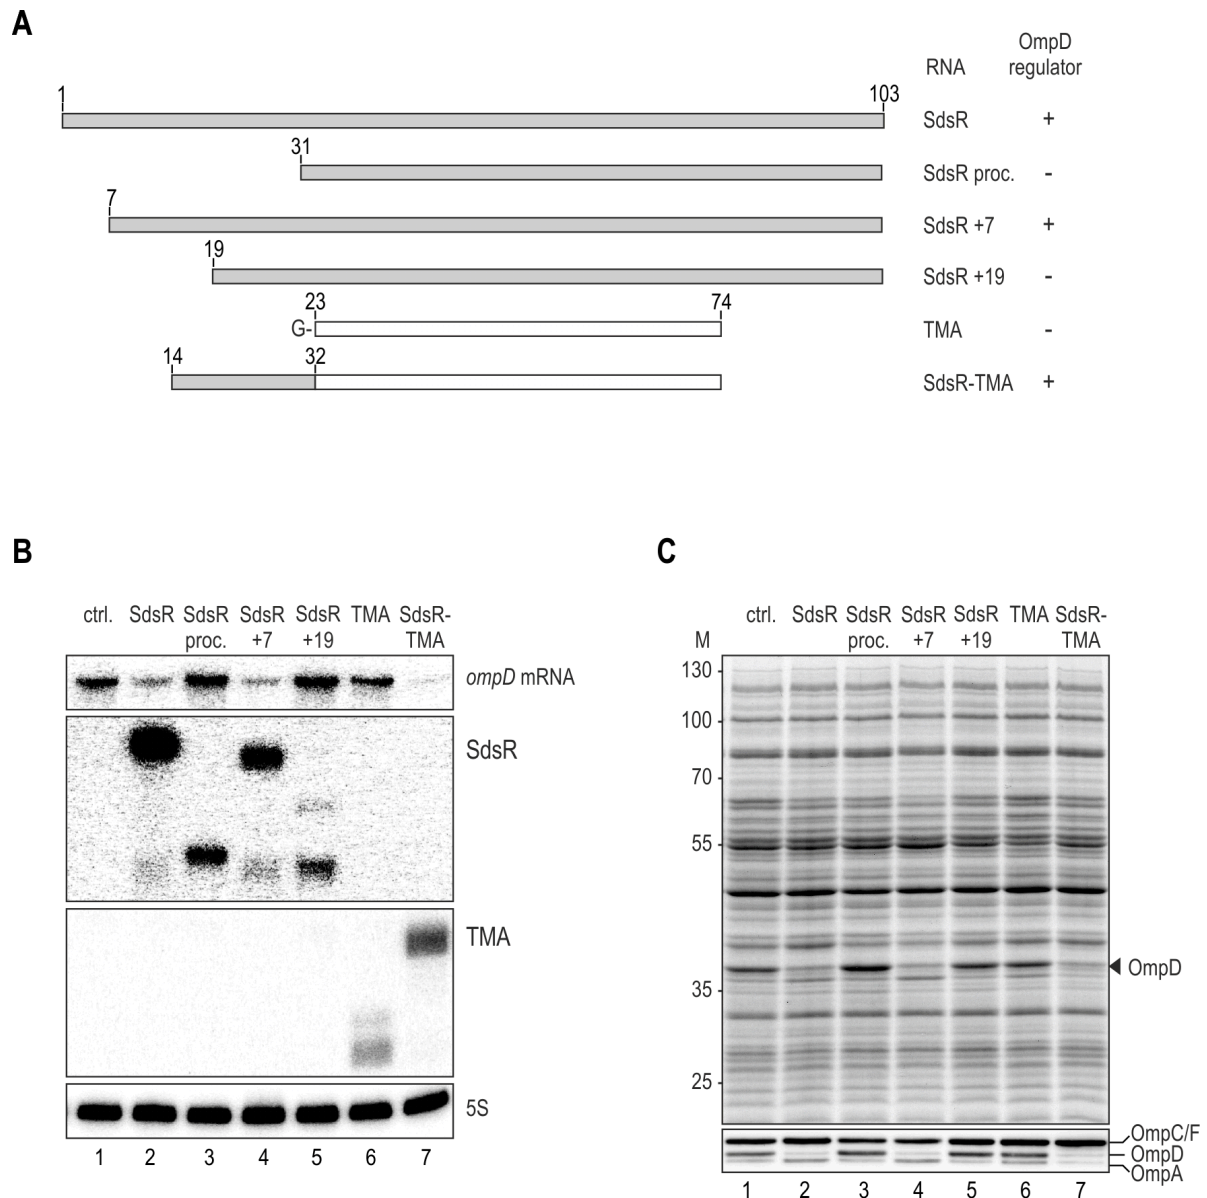 A
OmpD
RNA regulator
1 103
SdsR +
31
SdsR proc. -
7
SdsR +7 +
19
SdsR +19 -
23 74
G- TMA -
14 32
SdsR-TMA +
B
ctrl. SdsR SdsR SdsR SdsR TMA SdsR-
proc. +7 +19 TMA
ompD mRNA
SdsR
TMA
5S
1 2 3 4 5 6 7
C
ctrl. SdsR SdsR SdsR SdsR TMA SdsR-
M proc. +7 +19 TMA
130
100
70
55
OmpD
35
25
OmpC/F
OmpD
OmpA
1 2 3 4 5 6 7